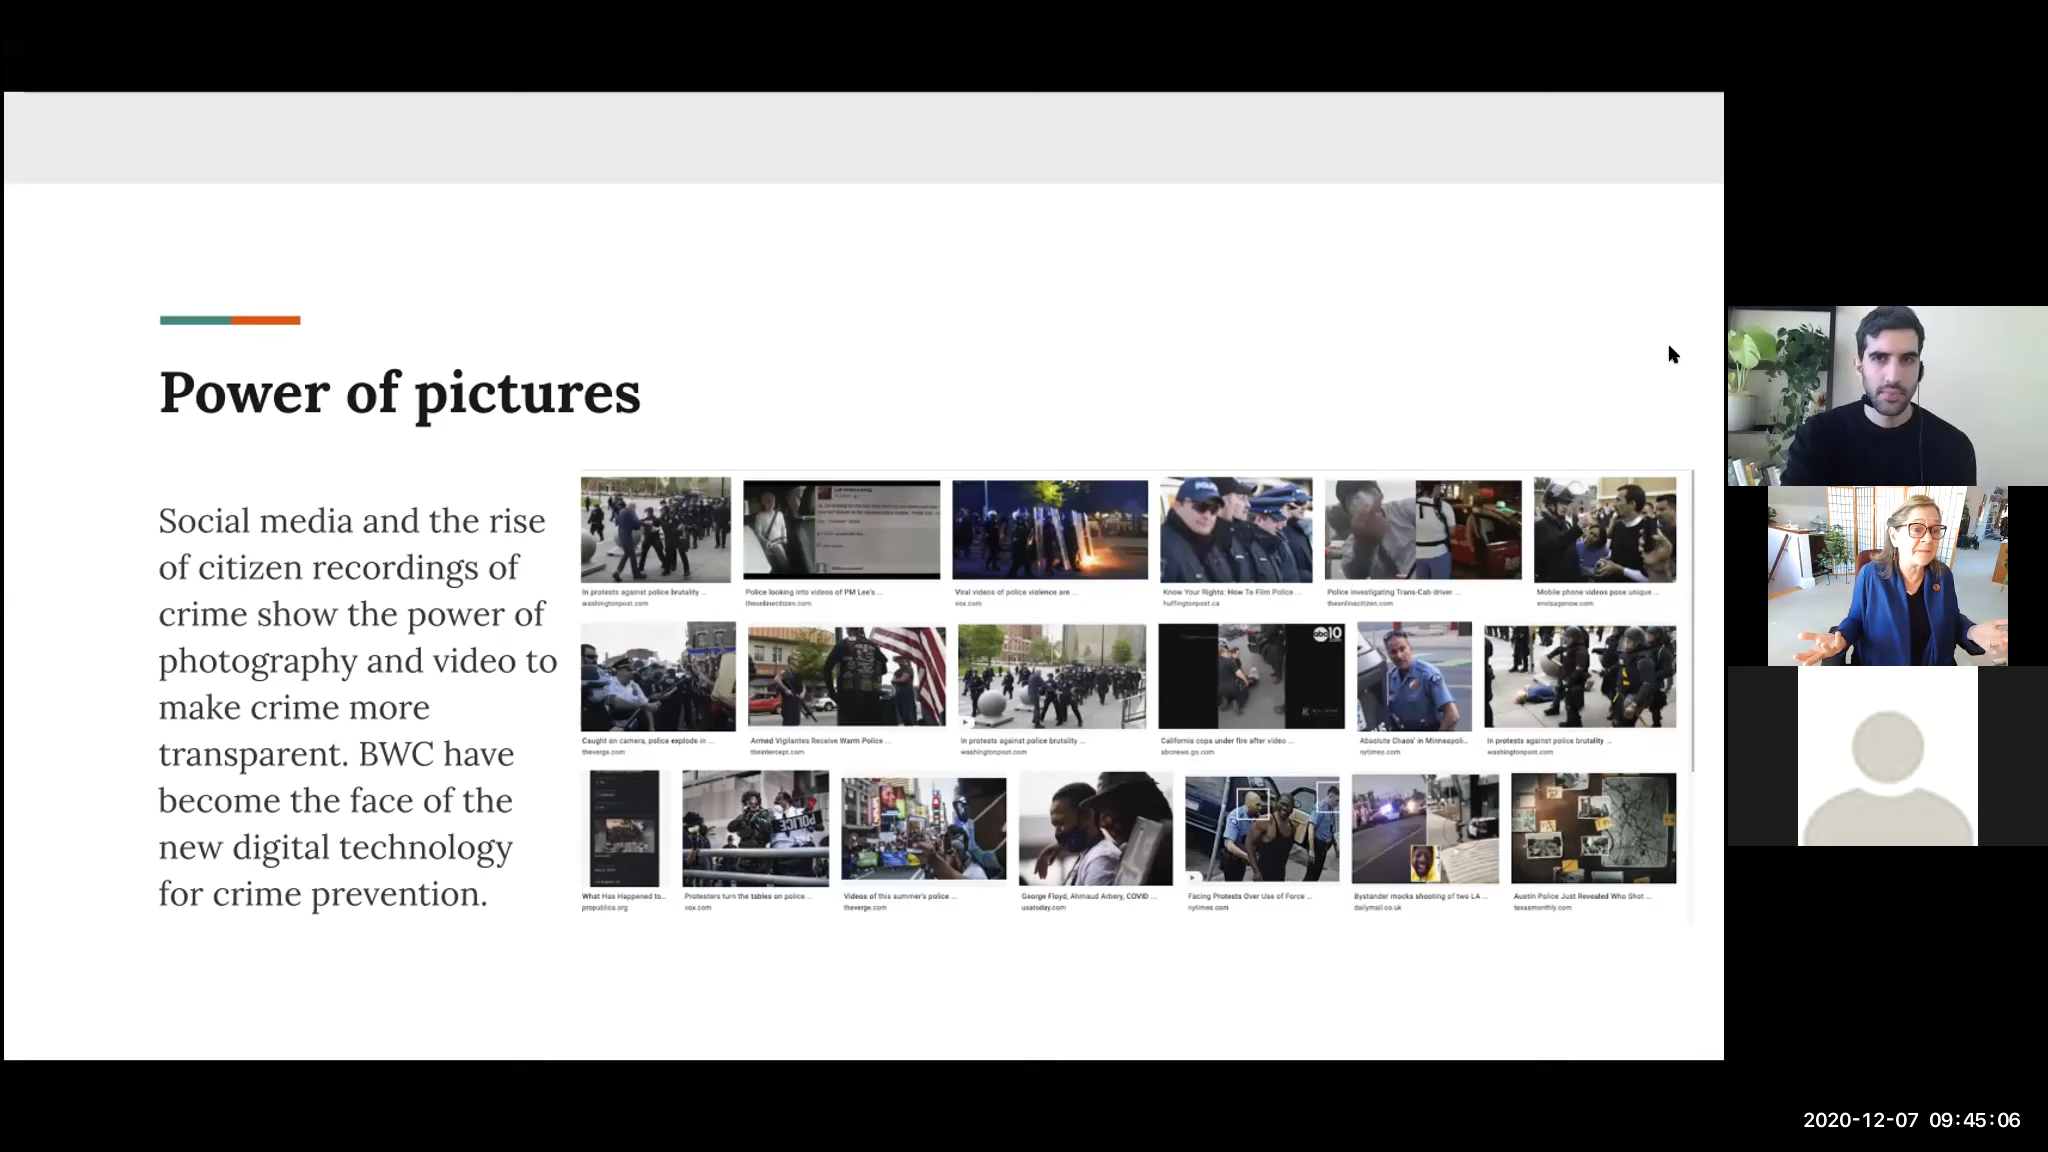 Power of pictures
Social media and the rise
of citizen recordings of
crime show the power of
photography and video to
make crime more
transparent. BWC have
become the face of the
new digital technology
for crime prevention.
In protests against police brutality ...
washingtonpost.com
Police looking into videos of PM Lee's ...
theonlinecitizen.com
Viral videos of police violence are ...
vox.com
Know Your Rights: How To Film Police ...
huffingtonpost.ca
Police investigating Trans-Cab driver ...
theonlinecitizen.com
Mobile phone videos pose unique ...
envisagenow.com
abc10
Caught on camera, police explode in ...
theverge.com
Armed Vigilantes Receive Warm Police ...
theintercept.com
In protests against police brutality ...
washingtonpost.com
California cops under fire after video ...
abcnews.go.com
Absolute Chaos' in Minneapoli...
nytimes.com
In protests against police brutality ...
washingtonpost.com
POLICE
What Has Happened to...
propublica.org
Protesters turn the tables on police ...
vox.com
Videos of this summer's police ...
theverge.com
George Floyd, Ahmaud Arbery, COVID ...
usatoday.com
Facing Protests Over Use of Force ...
nytimes.com
Bystander mocks shooting of two LA ...
dailymail.co.uk
Austin Police Just Revealed Who Shot ...
texasmonthly.com
2020-12-07 09:45:06